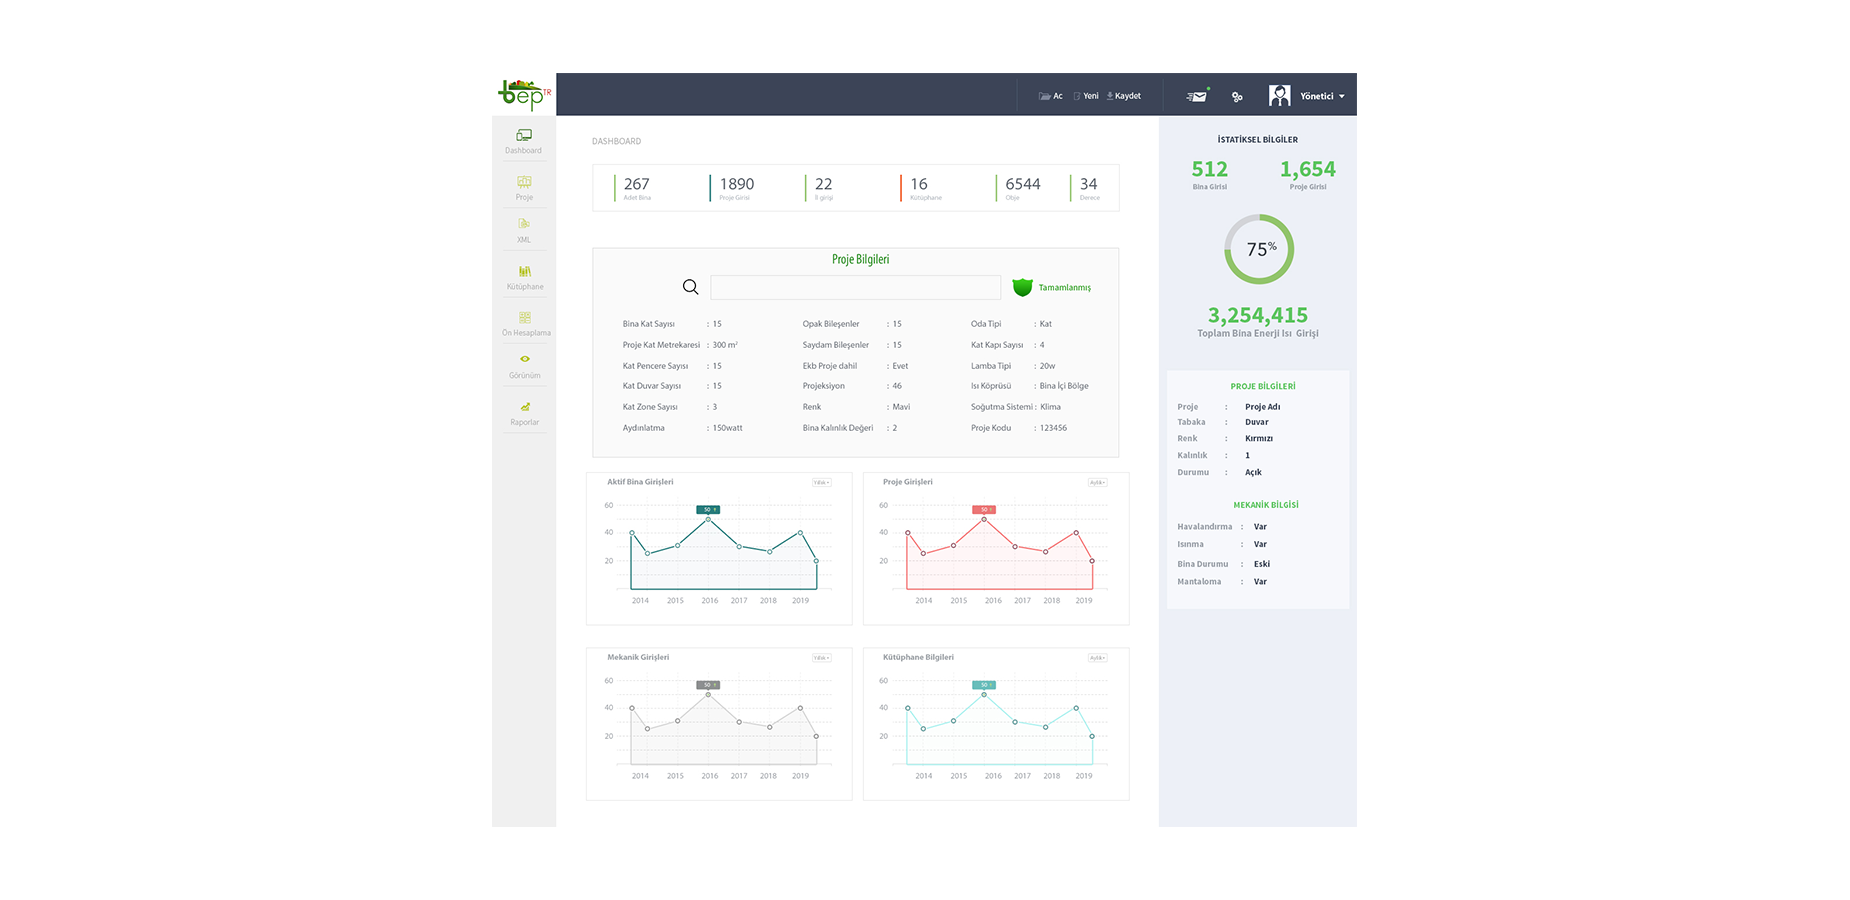 bep TR
Ac Yeni Kaydet
Yönetici
Dashboard
Proje
XML
Kütüphane
Ön Hesaplama
Görünüm
Raporlar
DASHBOARD
267
Adet Bina
1890
Proje Girisi
22
İl girişi
16
Kütüphane
6544
Obje
34
Derece
Proje Bilgileri
Tamamlanmış
Bina Kat Sayısı : 15
Proje Kat Metrekaresi : 300 m²
Kat Pencere Sayısı : 15
Kat Duvar Sayısı : 15
Kat Zone Sayısı : 3
Aydınlatma : 150watt
Opak Bileşenler : 15
Saydam Bileşenler : 15
Ekb Proje dahil : Evet
Projeksiyon : 46
Renk : Mavi
Bina Kalınlık Değeri : 2
Oda Tipi : Kat
Kat Kapı Sayısı : 4
Lamba Tipi : 20w
Isı Köprüsü : Bina İçi Bölge
Soğutma Sistemi : Klima
Proje Kodu : 123456
Aktif Bina Girişleri
Yıllık
60
40
20
50
2014 2015 2016 2017 2018 2019
Proje Girişleri
Aylık
60
40
20
50
2014 2015 2016 2017 2018 2019
Mekanik Girişleri
Yıllık
60
40
20
50
2014 2015 2016 2017 2018 2019
Kütüphane Bilgileri
Aylık
60
40
20
50
2014 2015 2016 2017 2018 2019
İSTATİKSEL BİLGİLER
512
Bina Girisi
1,654
Proje Girisi
75%
3,254,415
Toplam Bina Enerji Isı Girişi
PROJE BİLGİLERİ
Proje : Proje Adı
Tabaka : Duvar
Renk : Kırmızı
Kalınlık : 1
Durumu : Açık
MEKANİK BİLGİSİ
Havalandırma : Var
Isınma : Var
Bina Durumu : Eski
Mantaloma : Var